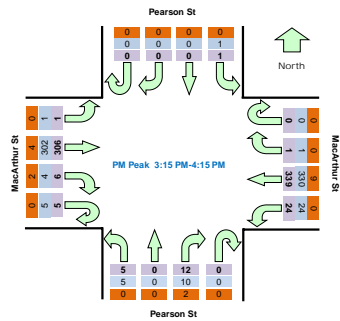 Pearson St
0 0 0 0
0 0 0 1
0 0 0 1
North
MacArthur St
0 1 1
4 302 306
2 4 6
0 5 5
PM Peak 3:15 PM-4:15 PM
0 0 0
1 1 0
339 330 9
24 24 0
MacArthur St
5 0 12 0
5 0 10 0
0 0 2 0
Pearson St